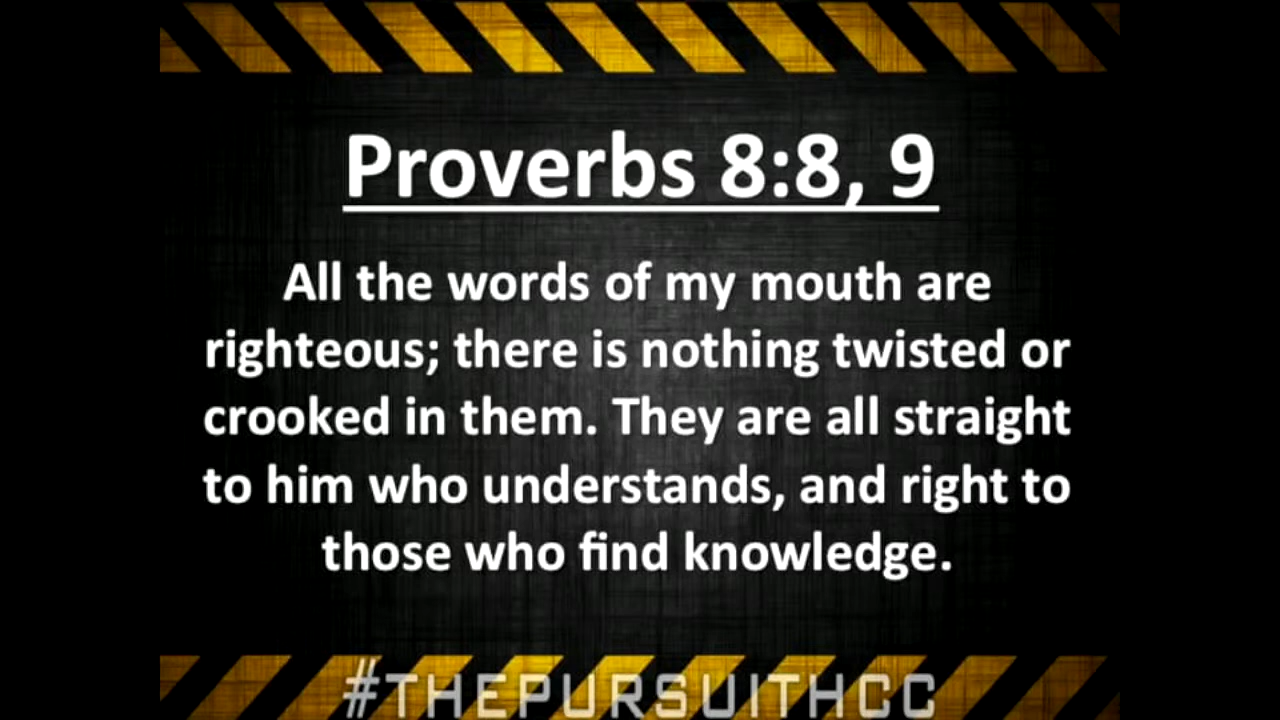 Proverbs 8:8, 9
All the words of my mouth are
righteous; there is nothing twisted or
crooked in them. They are all straight
to him who understands, and right to
those who find knowledge.
#THEPURSUITHCC